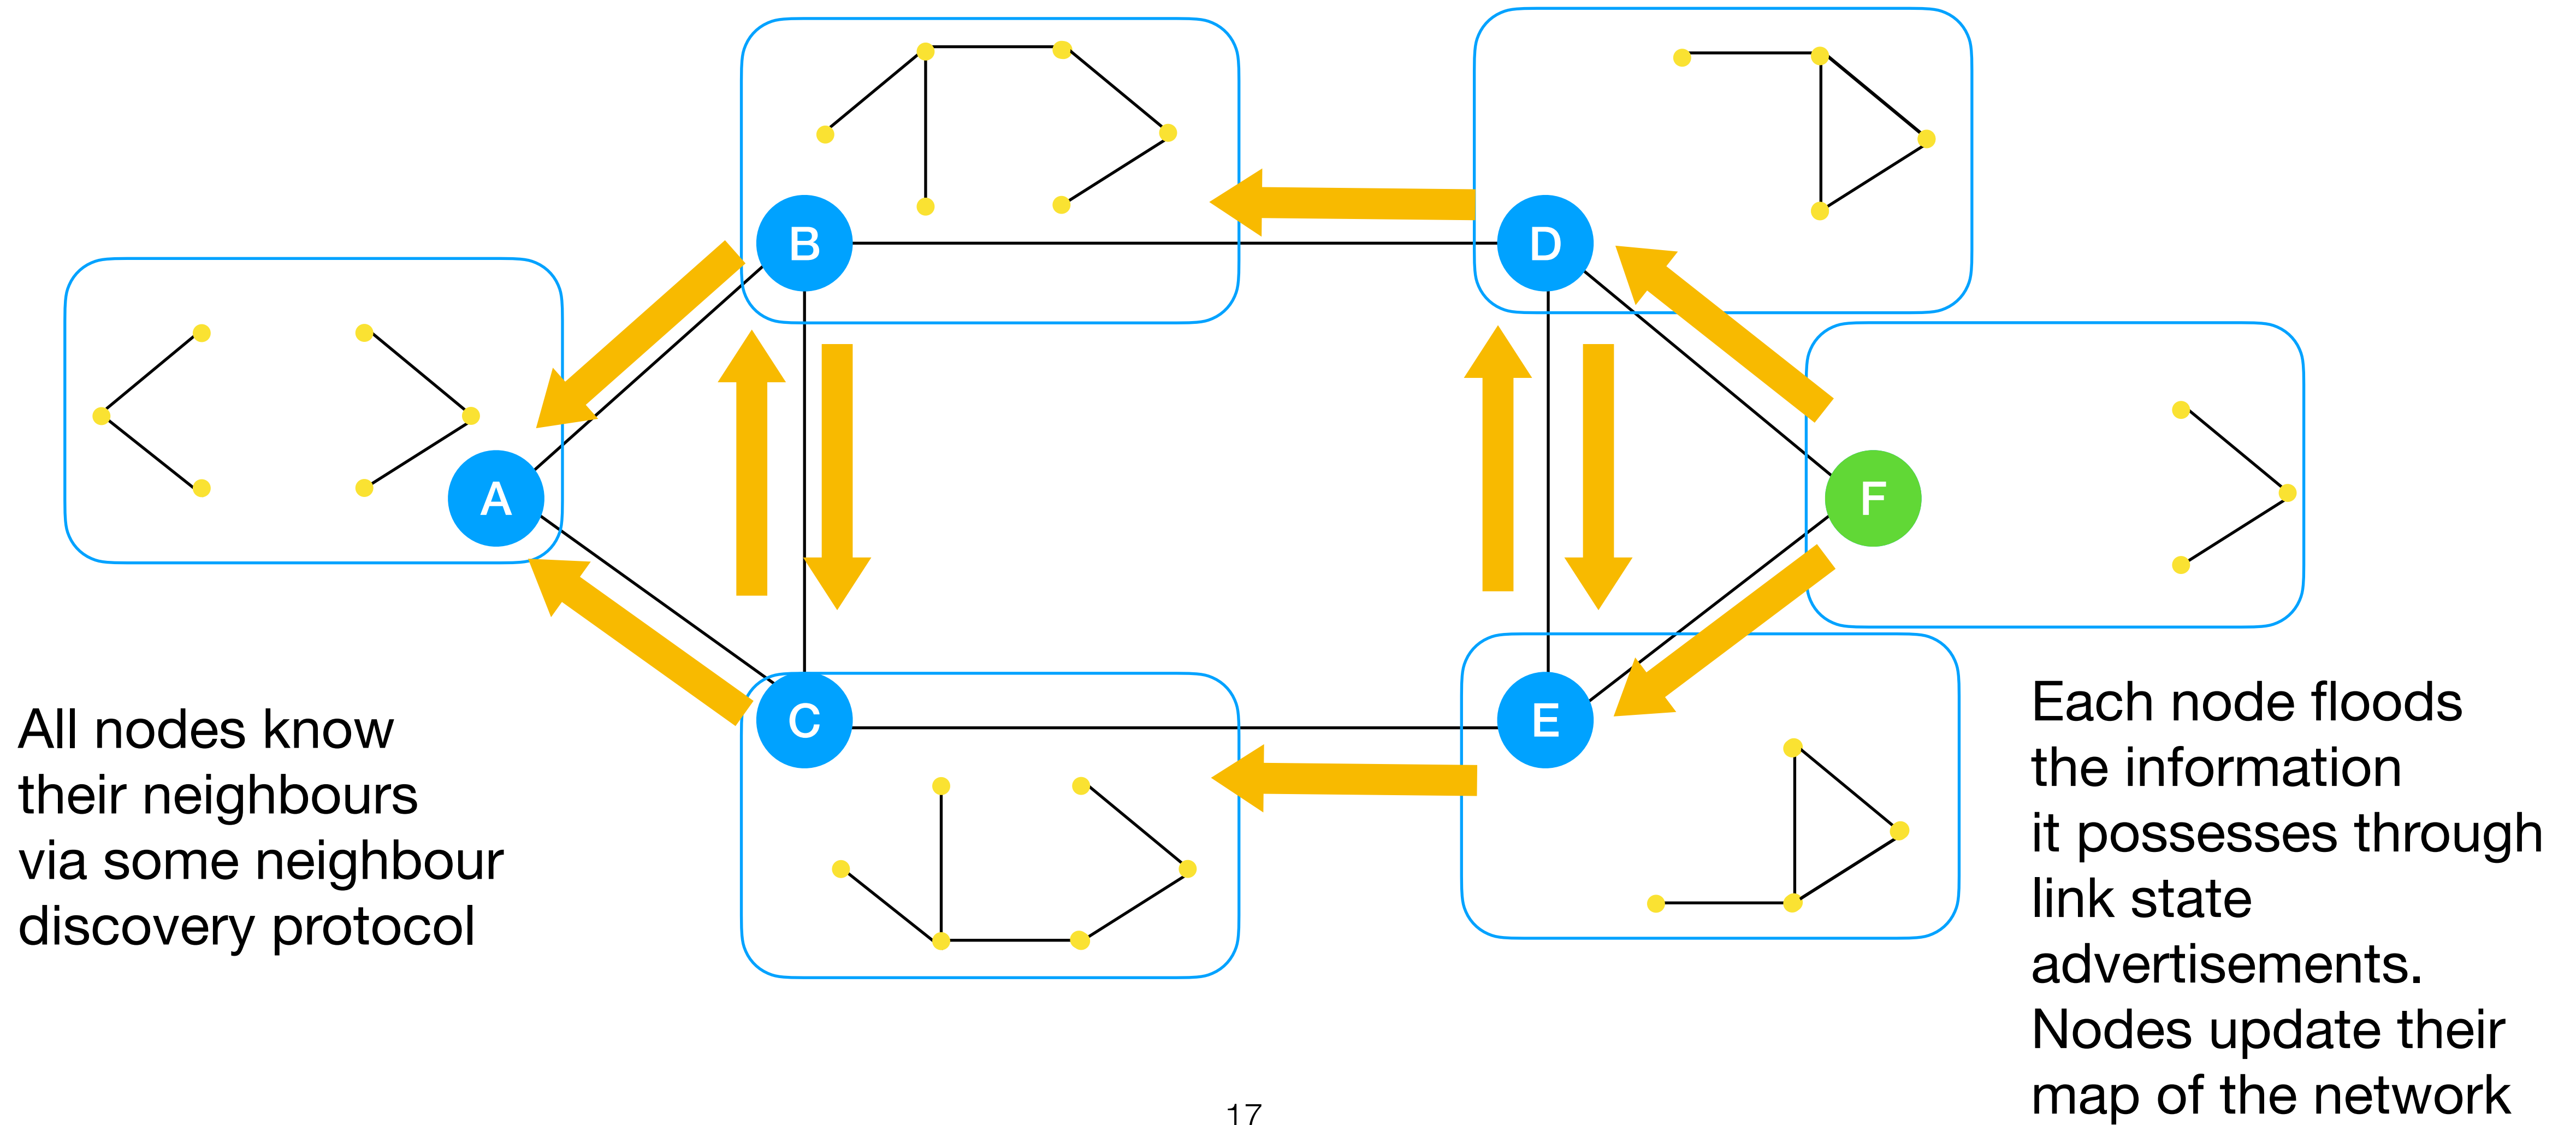 B
D
A
F
C
E
All nodes know
their neighbours
via some neighbour
discovery protocol
Each node floods
the information
it possesses through
link state
advertisements.
Nodes update their
map of the network
17